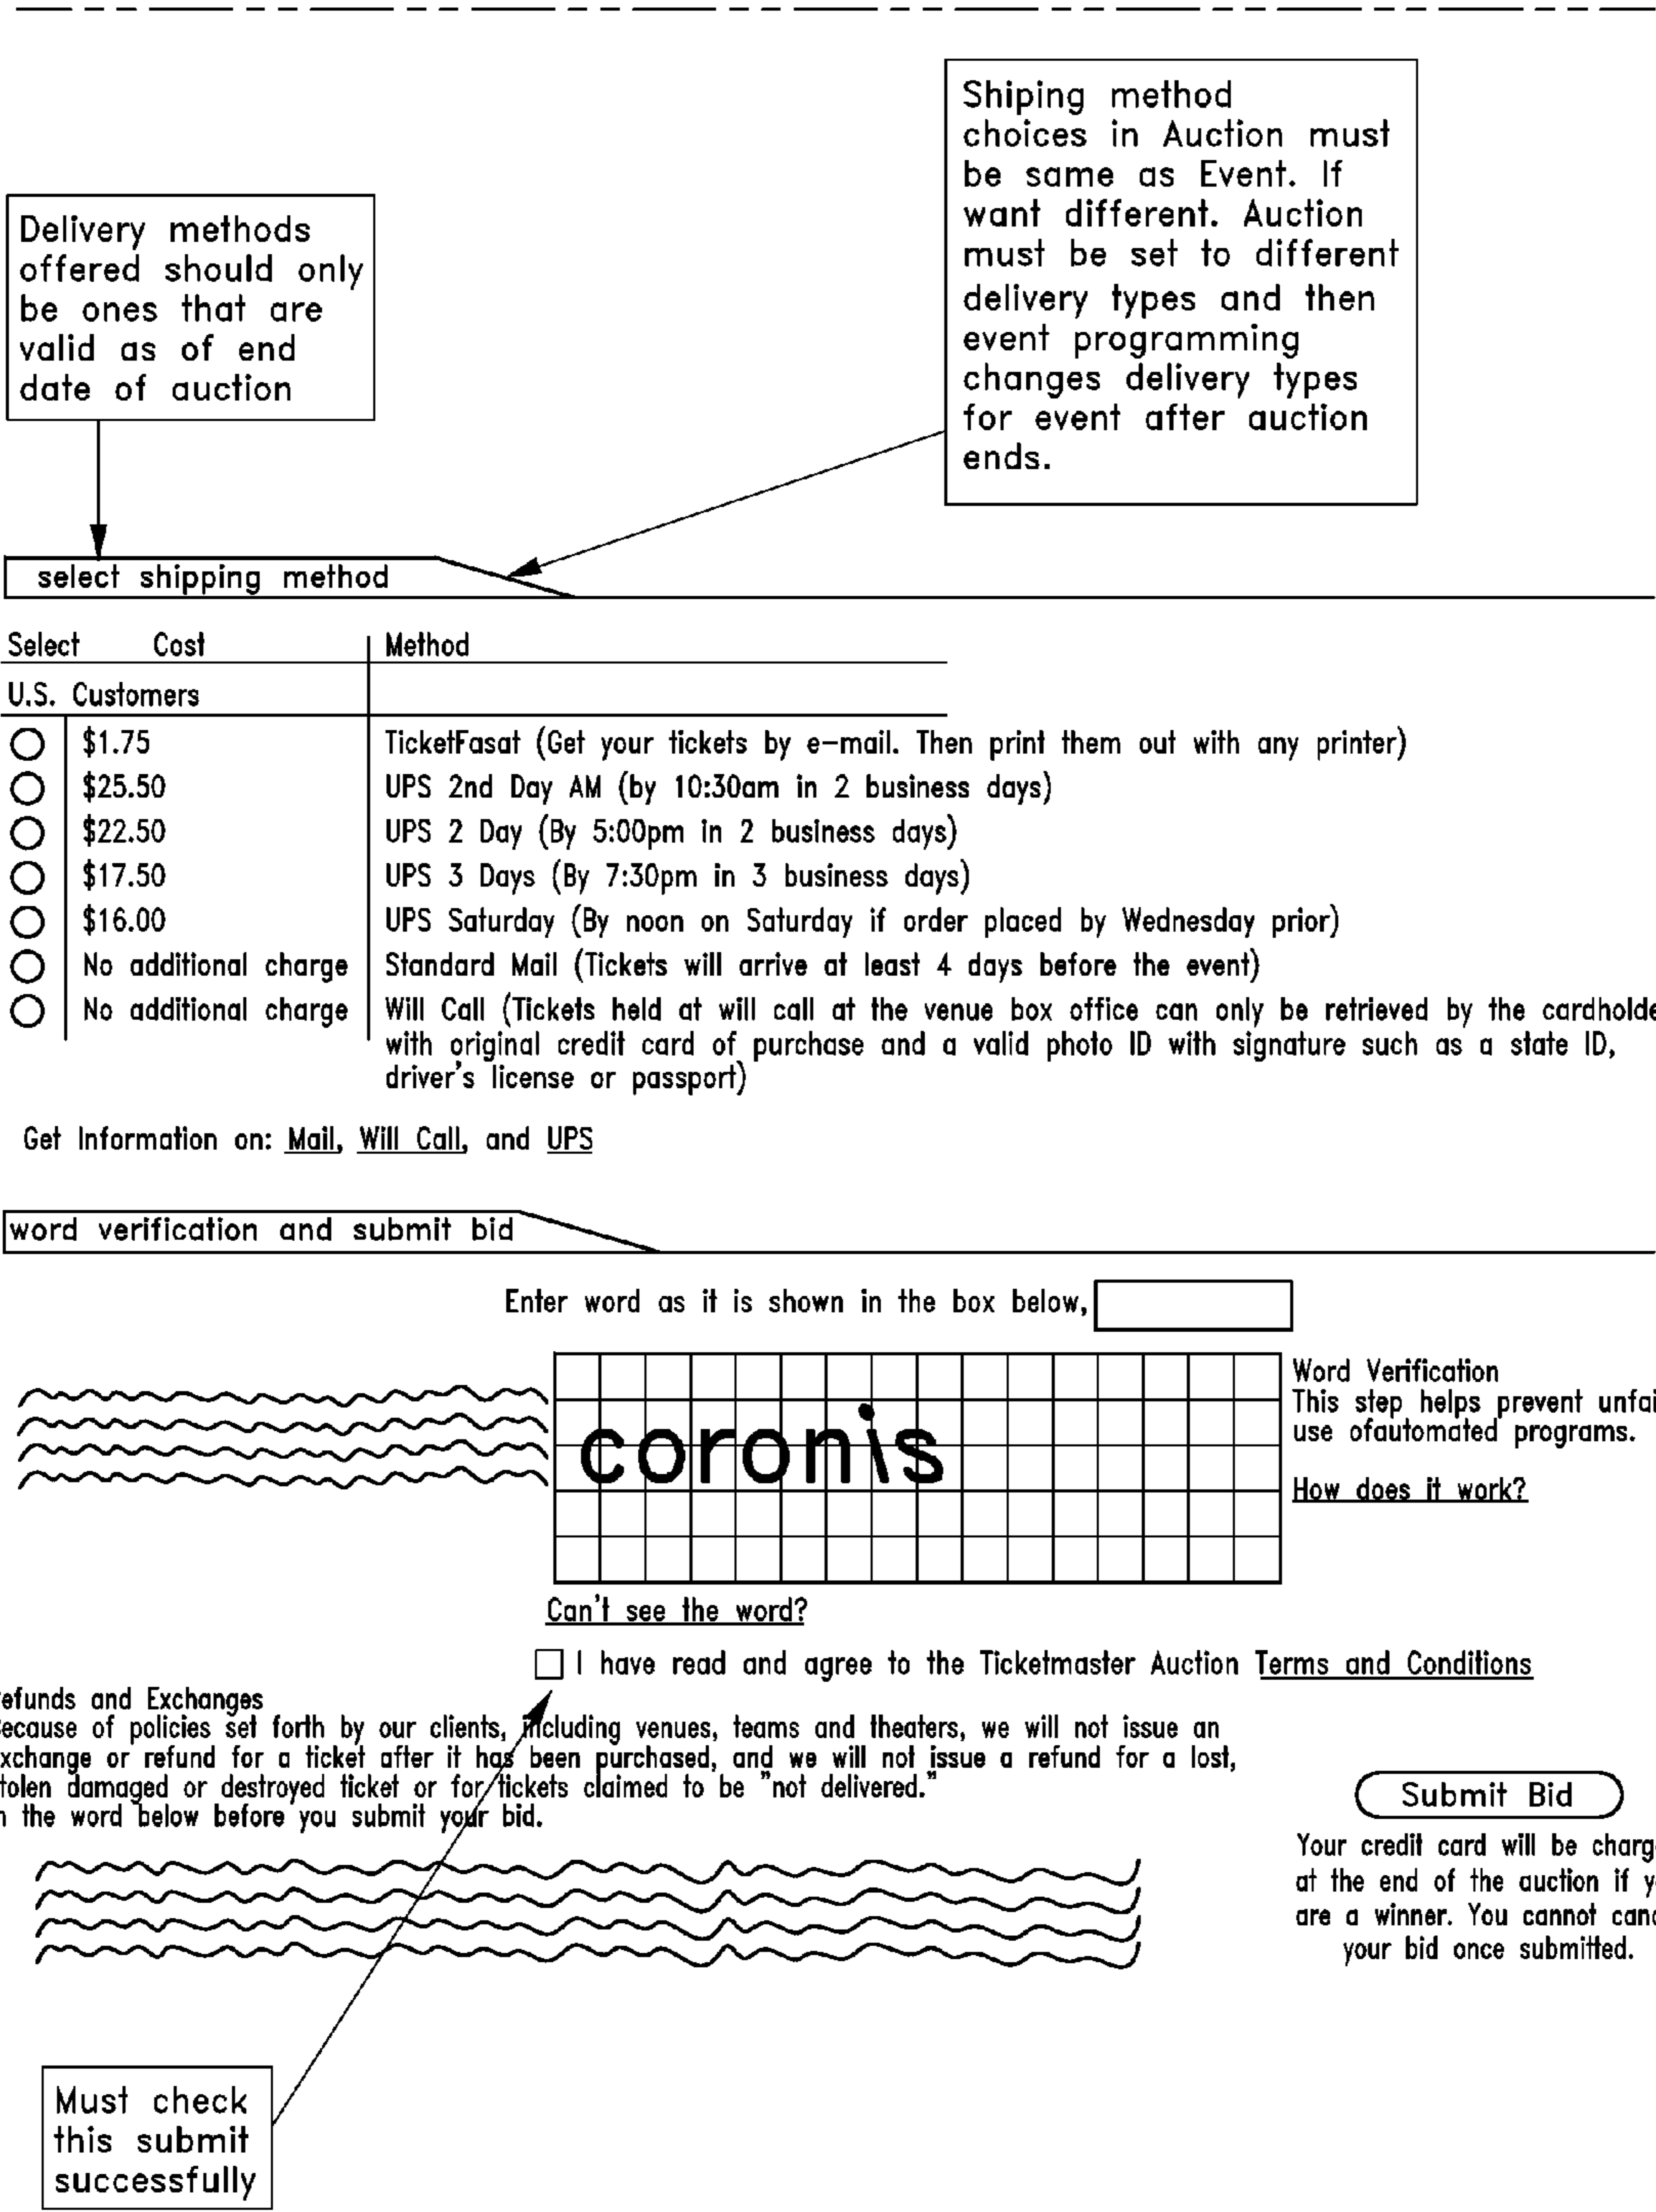 Shiping method
choices in Auction must
be same as Event. If
want different. Auction
must be set to different
delivery types and then
event programming
changes delivery types
for event after auction
ends.
Delivery methods
offered should only
be ones that are
valid as of end
date of auction
select shipping method
Select Cost Method
U.S. Customers
$1.75 TicketFasat (Get your tickets by e-mail. Then print them out with any printer)
$25.50 UPS 2nd Day AM (by 10:30am in 2 business days)
$22.50 UPS 2 Day (By 5:00pm in 2 business days)
$17.50 UPS 3 Days (By 7:30pm in 3 business days)
$16.00 UPS Saturday (By noon on Saturday if order placed by Wednesday prior)
No additional charge Standard Mail (Tickets will arrive at least 4 days before the event)
No additional charge Will Call (Tickets held at will call at the venue box office can only be retrieved by the cardholde
with original credit card of purchase and a valid photo ID with signature such as a state ID,
driver's license or passport)
Get Information on: Mail, Will Call, and UPS
word verification and submit bid
Enter word as it is shown in the box below,
coronis
Word Verification
This step helps prevent unfai
use ofautomated programs.
How does it work?
Can't see the word?
I have read and agree to the Ticketmaster Auction Terms and Conditions
efunds and Exchanges
ecause of policies set forth by our clients, including venues, teams and theaters, we will not issue an
xchange or refund for a ticket after it has been purchased, and we will not issue a refund for a lost,
tolen damaged or destroyed ticket or for tickets claimed to be "not delivered."
n the word below before you submit your bid.
Submit Bid
Your credit card will be charg
at the end of the auction if y
are a winner. You cannot canc
your bid once submitted.
Must check
this submit
successfully